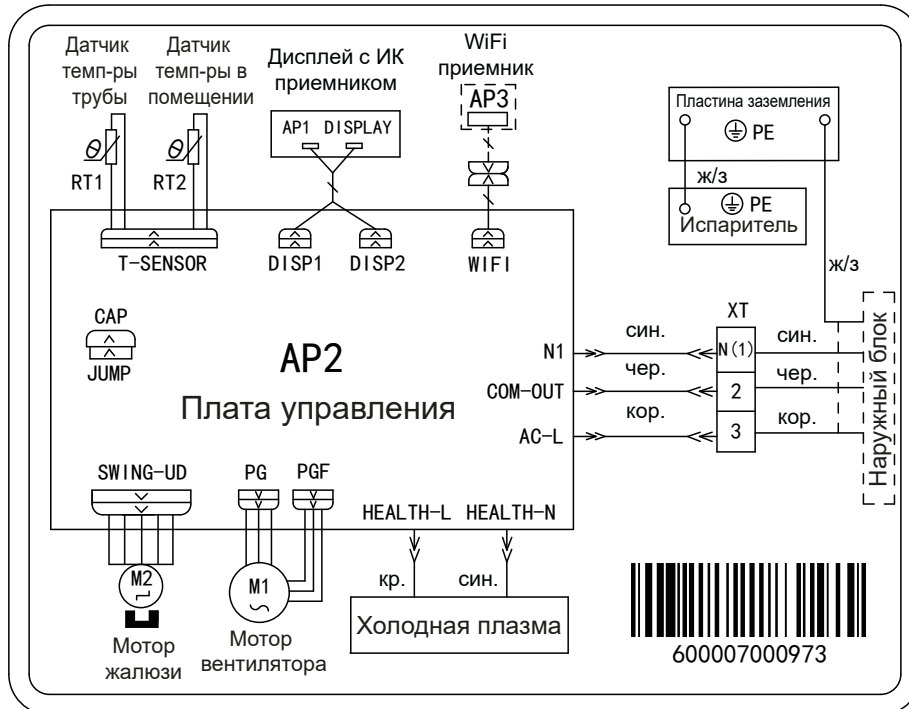 Датчик
темп-ры
трубы
Датчик
темп-ры в
помещении
Дисплей с ИК
приемником
WiFi
приемник
AP3
AP1 DISPLAY
RT1
RT2
Пластина заземления
PE
ж/з
PE
Испаритель
ж/з
T-SENSOR
DISP1
DISP2
WIFI
CAP
JUMP
AP2
Плата управления
N1
COM-OUT
AC-L
син.
чер.
кор.
XT
N(1)
2
3
син.
чер.
кор.
Наружный блок
SWING-UD
PG
PGF
HEALTH-L
HEALTH-N
M2
M1
кр.
син.
Холодная плазма
Мотор
жалюзи
Мотор
вентилятора
600007000973